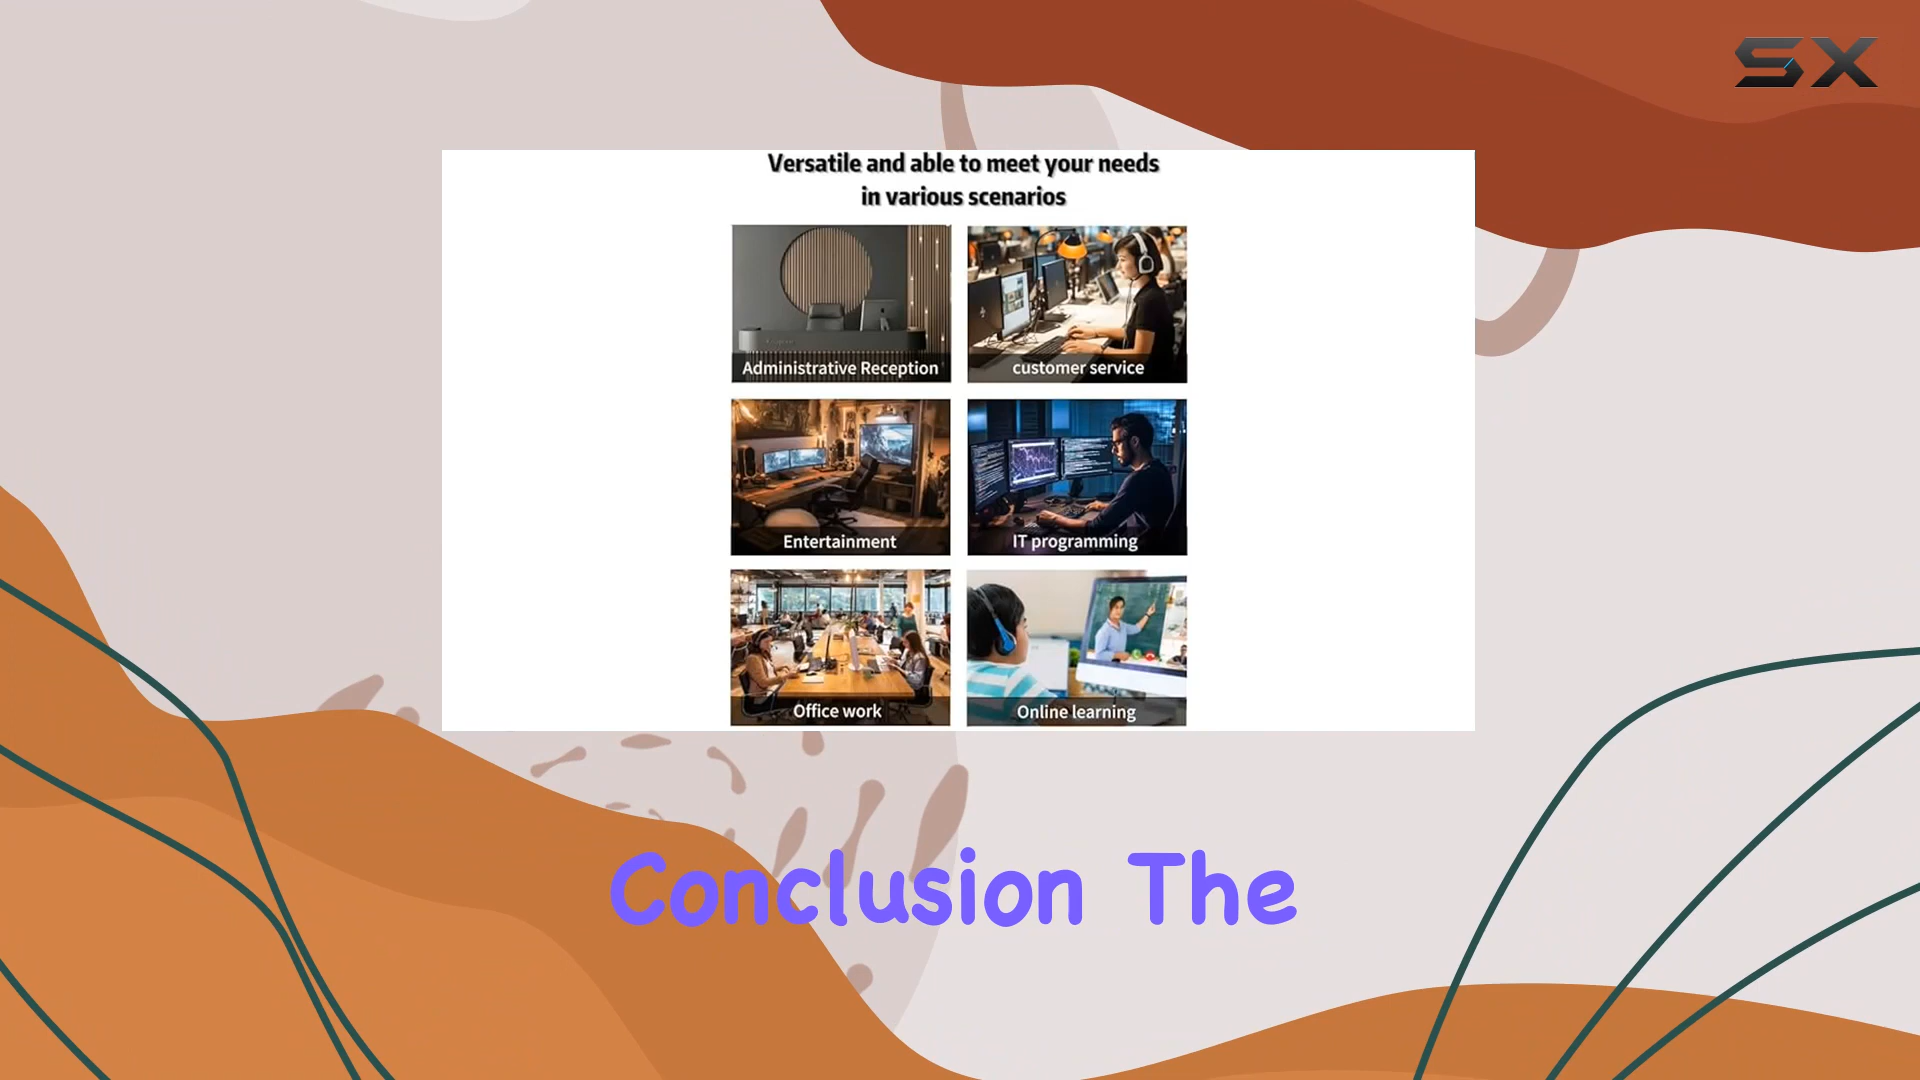 SX
Versatile and able to meet your needs
in various scenarios
Administrative Reception
customer service
Entertainment
IT programming
Office work
Online learning
Conclusion The